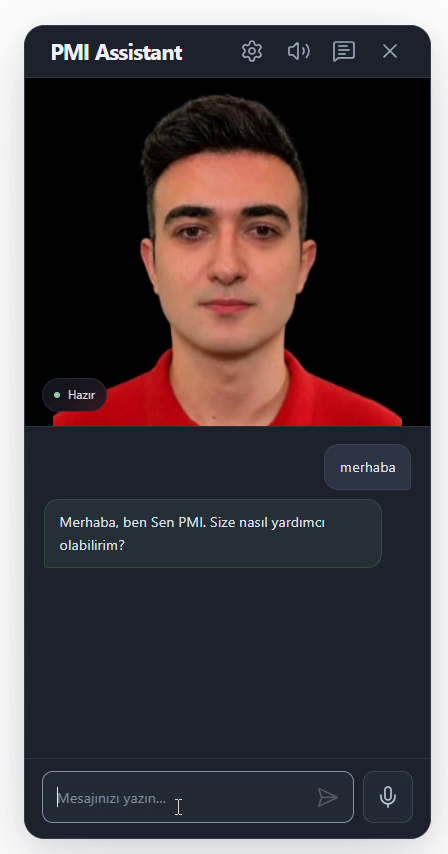 PMI Assistant
Hazır
merhaba
Merhaba, ben Sen PMI. Size nasıl yardımcı
olabilirim?
Mesajınızı yazın...